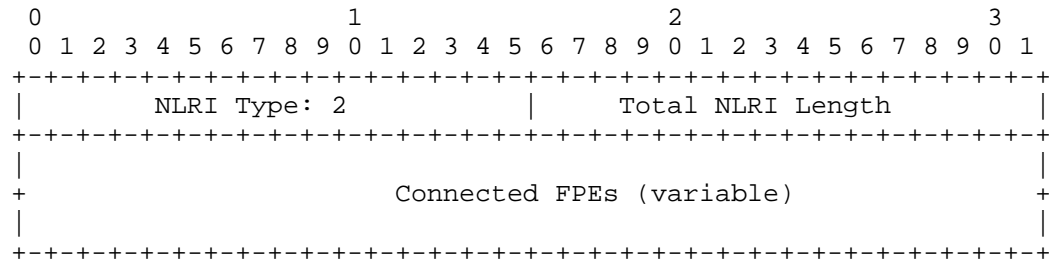 0                   1                   2                   3
 0 1 2 3 4 5 6 7 8 9 0 1 2 3 4 5 6 7 8 9 0 1 2 3 4 5 6 7 8 9 0 1
+-+-+-+-+-+-+-+-+-+-+-+-+-+-+-+-+-+-+-+-+-+-+-+-+-+-+-+-+-+-+-+-+
|        NLRI Type: 2           |     Total NLRI Length         |
+-+-+-+-+-+-+-+-+-+-+-+-+-+-+-+-+-+-+-+-+-+-+-+-+-+-+-+-+-+-+-+-+
|                                                               |
+                       Connected FPEs (variable)               +
|                                                               |
+-+-+-+-+-+-+-+-+-+-+-+-+-+-+-+-+-+-+-+-+-+-+-+-+-+-+-+-+-+-+-+-+